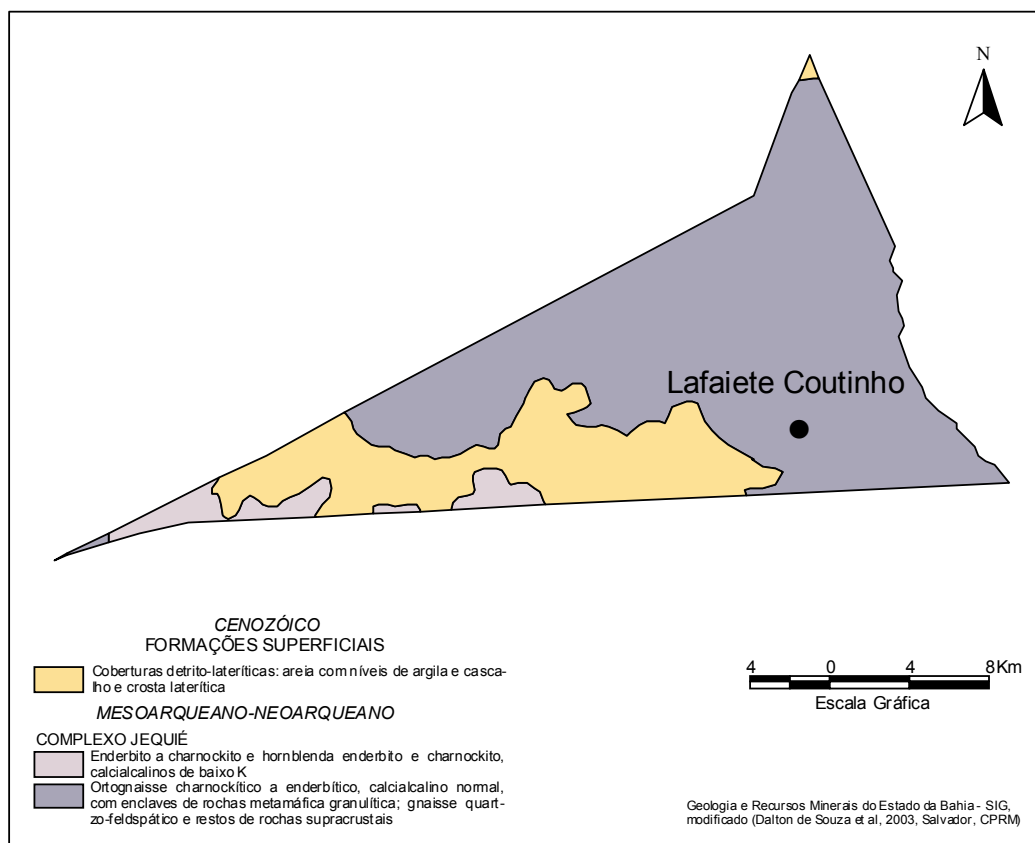 N
Lafaiete Coutinho
CENOZÓICO
FORMAÇÕES SUPERFICIAIS
Coberturas detrito-lateríticas: areia com níveis de argila e casca-
lho e crosta laterítica
MESOARQUEANO-NEOARQUEANO
COMPLEXO JEQUIÉ
Enderbito a charnockito e hornblenda enderbito e charnockito,
calcialcalinos de baixo K
Ortognaisse charnockítico a enderbítico, calcialcalino normal,
com enclaves de rochas metamáfica granulítica; gnaisse quart-
zo-feldspático e restos de rochas supracrustais
4 0 4 8Km
Escala Gráfica
Geologia e Recursos Minerais do Estado da Bahia - SIG,
modificado (Dalton de Souza et al, 2003, Salvador, CPRM)